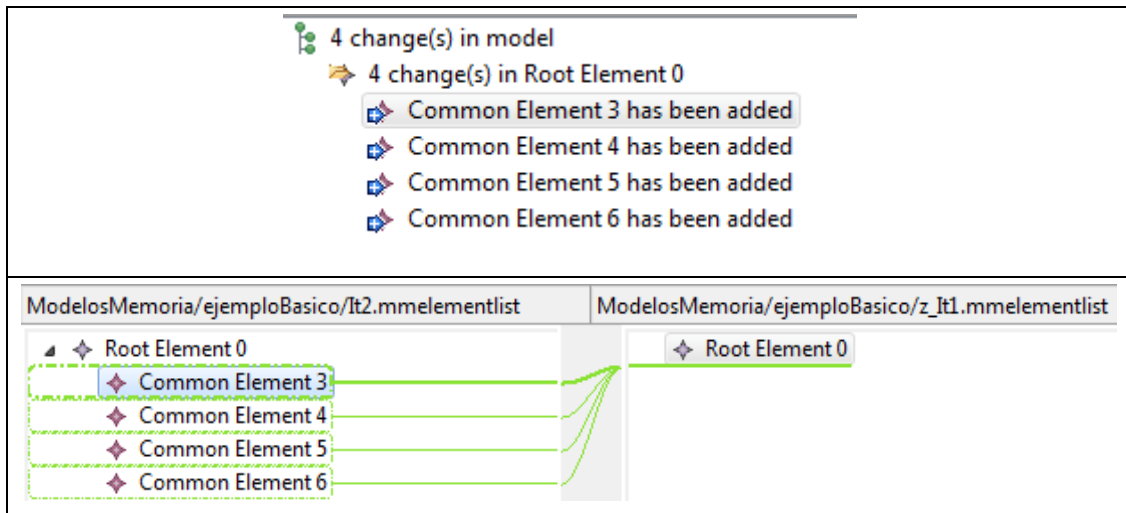 4 change(s) in model
4 change(s) in Root Element 0
Common Element 3 has been added
Common Element 4 has been added
Common Element 5 has been added
Common Element 6 has been added
ModelosMemoria/ejemploBasico/It2.mmelementlist
ModelosMemoria/ejemploBasico/z_It1.mmelementlist
Root Element 0
Common Element 3
Common Element 4
Common Element 5
Common Element 6
Root Element 0